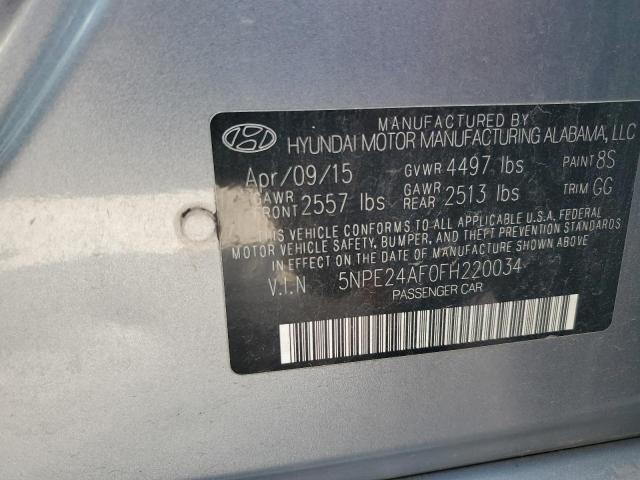 MANUFACTURED BY
HYUNDAI MOTOR MANUFACTURING ALABAMA, LLC
Apr/09/15 GVWR 4497 lbs PAINT 8S
GAWR FRONT 2557 lbs GAWR REAR 2513 lbs TRIM GG
THIS VEHICLE CONFORMS TO ALL APPLICABLE U.S.A. FEDERAL
MOTOR VEHICLE SAFETY, BUMPER, AND THEFT PREVENTION STANDARDS
IN EFFECT ON THE DATE OF MANUFACTURE SHOWN ABOVE.
V.I.N 5NPE24AF0FH220034
PASSENGER CAR